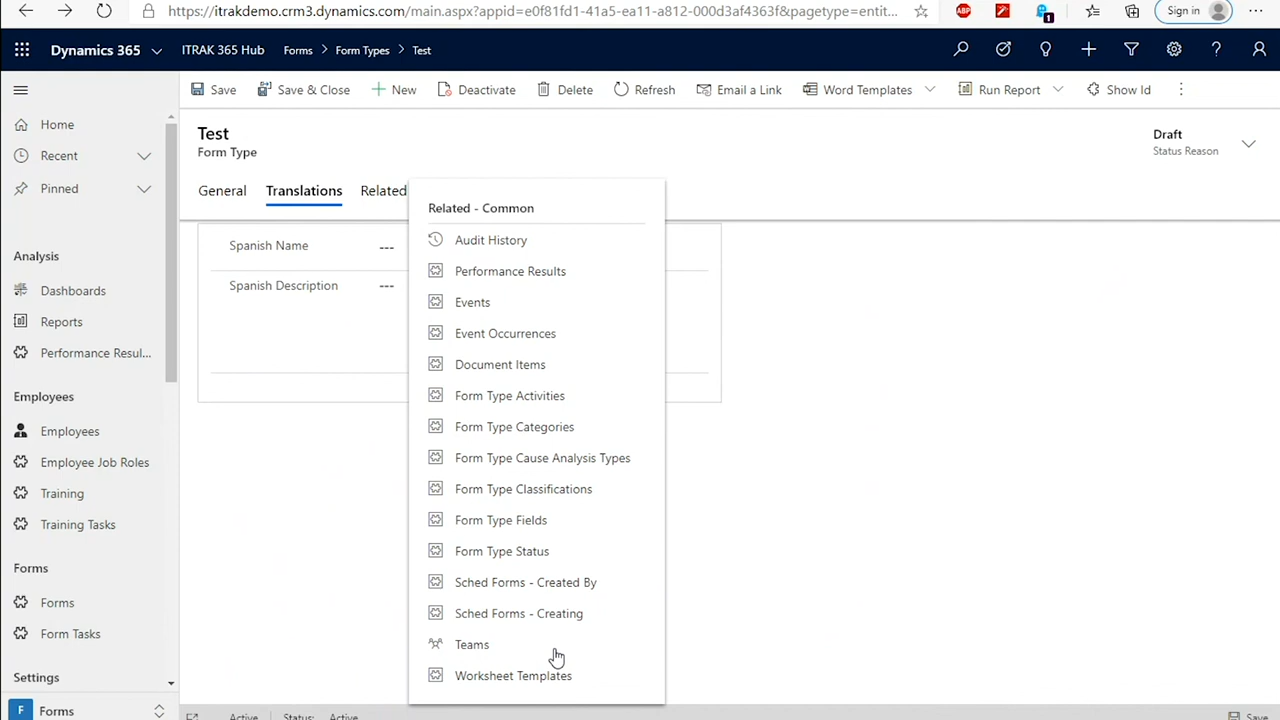 https://itrakdemo.crm3.dynamics.com/main.aspx?appid=e0f81fd1-41a5-ea11-a812-000d3af4363f&pagetype=entit...
ABP
1
Sign in
Dynamics 365
ITRAK 365 Hub
Forms
Form Types
Test
Save
Save & Close
New
Deactivate
Delete
Refresh
Email a Link
Word Templates
Run Report
Show Id
Home
Recent
Pinned
Analysis
Dashboards
Reports
Performance Resul...
Employees
Employees
Employee Job Roles
Training
Training Tasks
Forms
Forms
Form Tasks
Settings
F Forms
Test
Form Type
Draft
Status Reason
General
Translations
Related
Spanish Name ---
Spanish Description ---
Related - Common
Audit History
Performance Results
Events
Event Occurrences
Document Items
Form Type Activities
Form Type Categories
Form Type Cause Analysis Types
Form Type Classifications
Form Type Fields
Form Type Status
Sched Forms - Created By
Sched Forms - Creating
Teams
Worksheet Templates
Active
Status: Active
Save